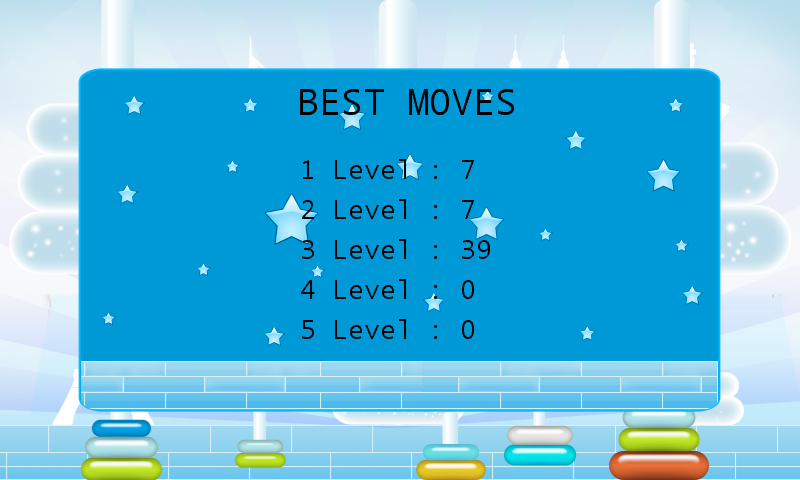 BEST MOVES
1 Level : 7
2 Level : 7
3 Level : 39
4 Level : 0
5 Level : 0